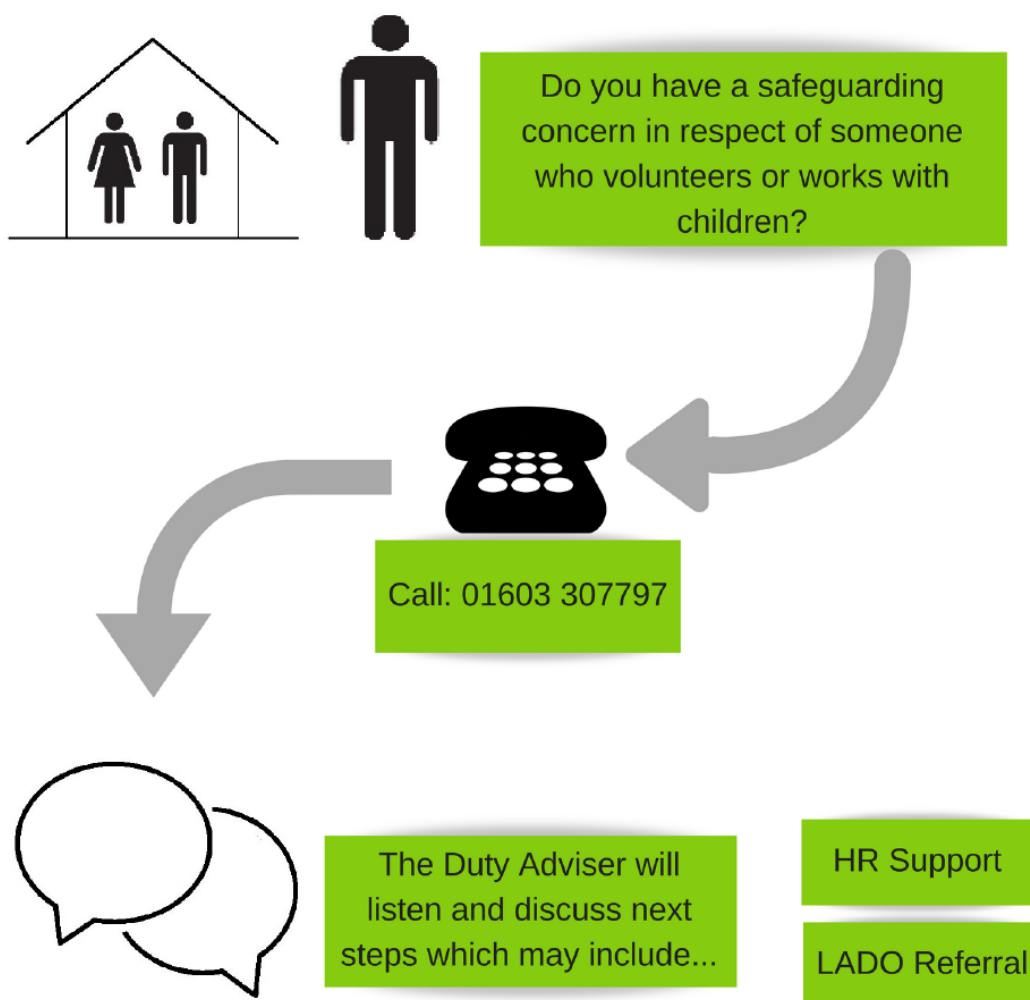 Do you have a safeguarding
concern in respect of someone
who volunteers or works with
children?
Call: 01603 307797
The Duty Adviser will
listen and discuss next
steps which may include...
HR Support
LADO Referral